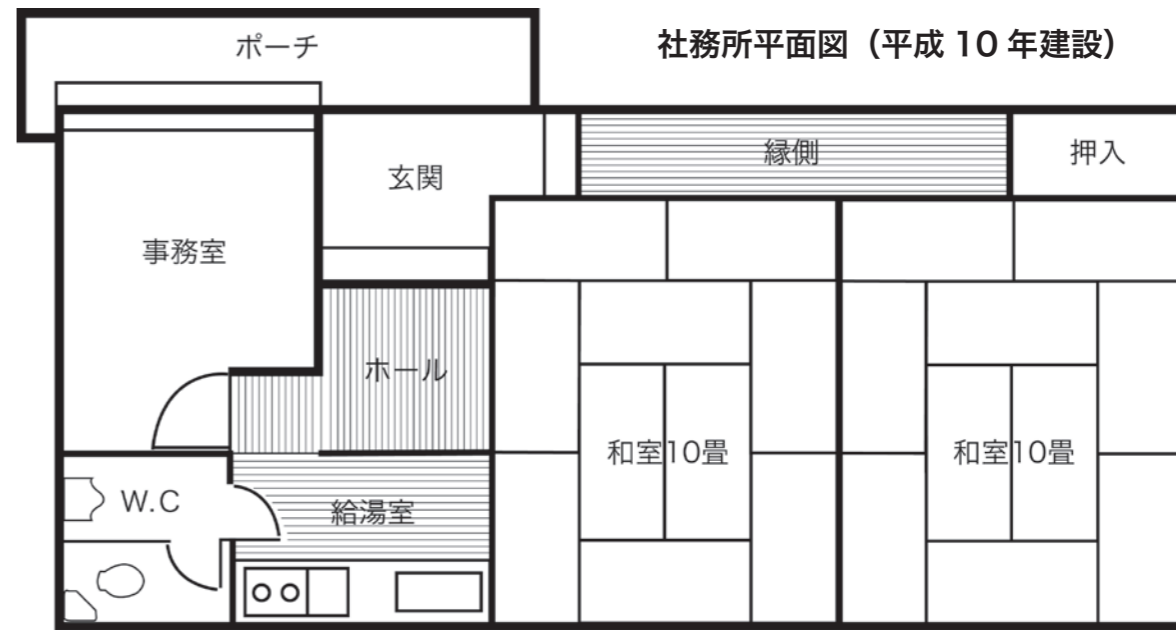 社務所平面図（平成 10 年建設）
ポーチ
縁側
押入
玄関
事務室
ホール
和室10畳
和室10畳
W.C
給湯室